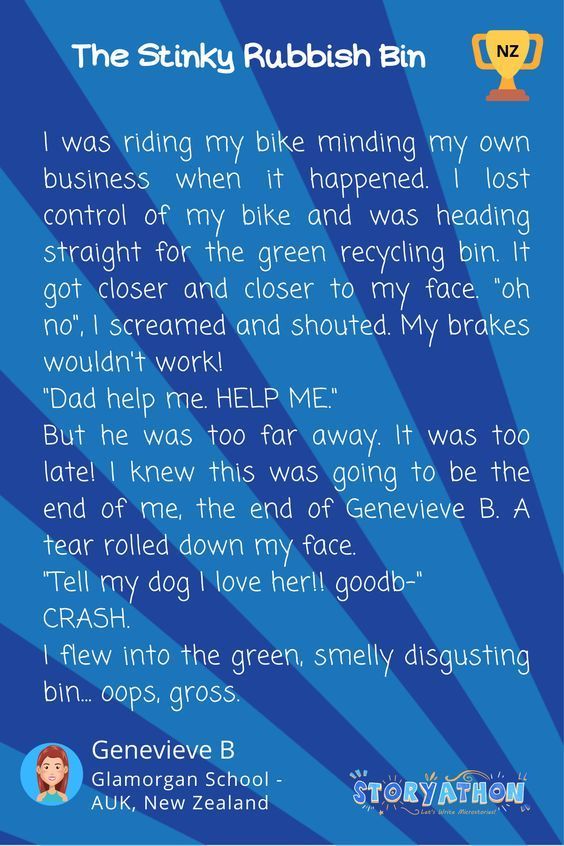 The Stinky Rubbish Bin
NZ
I was riding my bike minding my own
business when it happened. I lost
control of my bike and was heading
straight for the green recycling bin. It
got closer and closer to my face. "oh
no", I screamed and shouted. My brakes
wouldn't work!
"Dad help me. HELP ME."
But he was too far away. It was too
late! I knew this was going to be the
end of me, the end of Genevieve B. A
tear rolled down my face.
"Tell my dog I love her!! goodb-"
CRASH.
I flew into the green, smelly disgusting
bin... oops, gross.
Genevieve B
Glamorgan School -
AUK, New Zealand
STORYATHON
Let's Write Microstories!